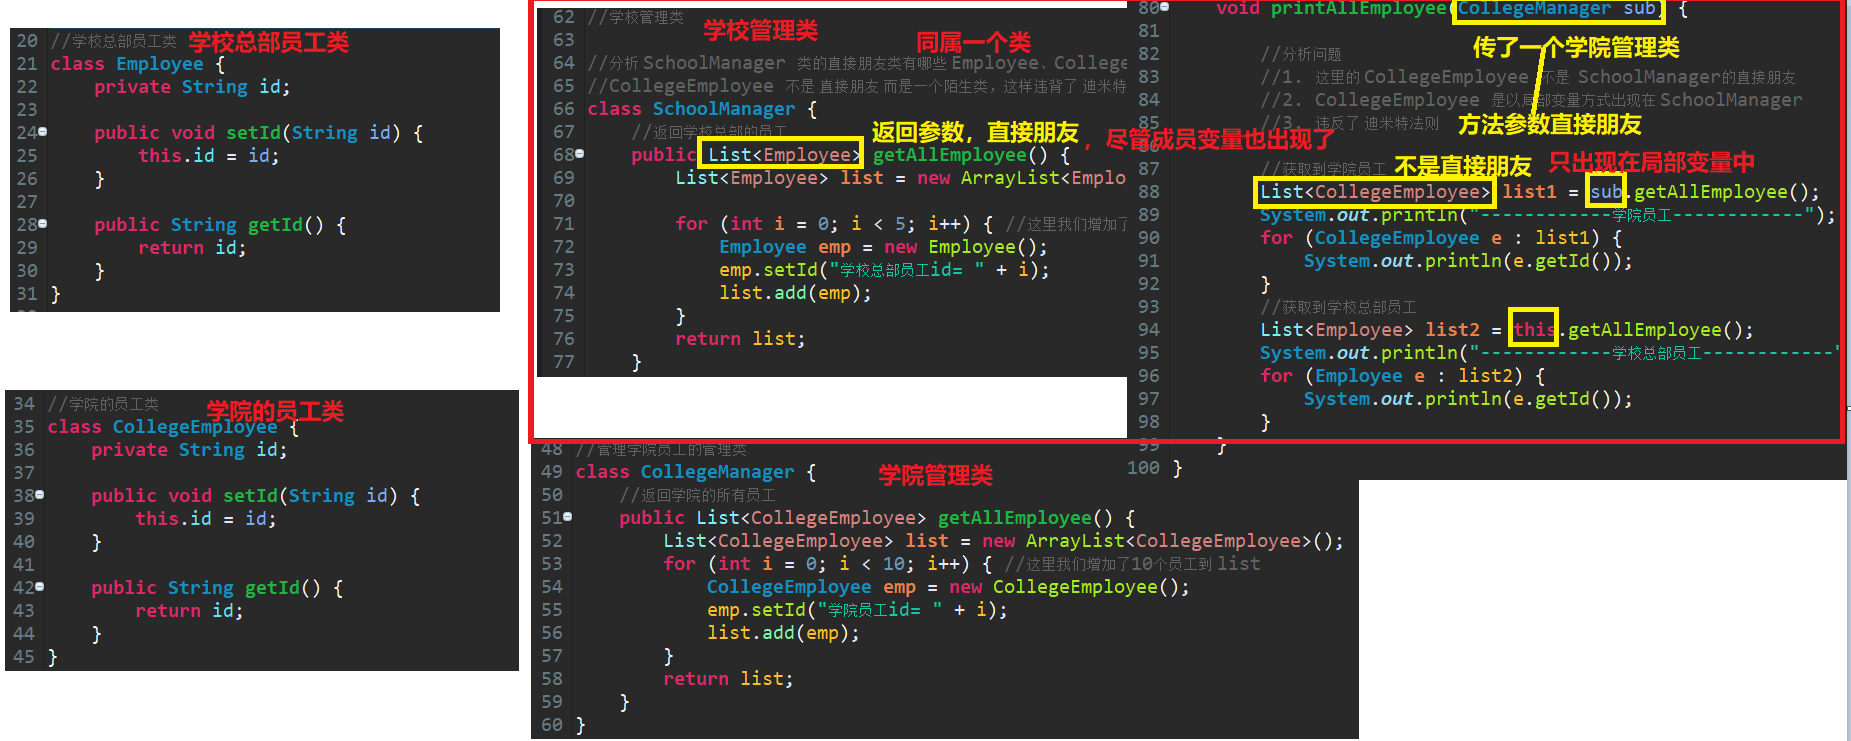 20 //学校总部员工类 学校总部员工类
21 class Employee {
22 private String id;
23
24 public void setId(String id) {
25 this.id = id;
26 }
27
28 public String getId() {
29 return id;
30 }
31 }
34 //学院的员工类 学院的员工类
35 class CollegeEmployee {
36 private String id;
37
38 public void setId(String id) {
39 this.id = id;
40 }
41
42 public String getId() {
43 return id;
44 }
45 }
62 //学校管理类 学校管理类
63 同属一个类
64 //分析 SchoolManager 类的直接朋友类有哪些 Employee、College
65 //CollegeEmployee 不是 直接朋友 而是一个陌生类，这样违背了 迪米特
66 class SchoolManager {
67 //返回学校总部的员工 返回参数，直接朋友，尽管成员变量也出现了
68 public List<Employee> getAllEmployee() {
69 List<Employee> list = new ArrayList<Emplo
70
71 for (int i = 0; i < 5; i++) { //这里我们增加了
72 Employee emp = new Employee();
73 emp.setId("学校总部员工id= " + i);
74 list.add(emp);
75 }
76 return list;
77 }
80 void printAllEmployee(CollegeManager sub) {
81
传了一个学院管理类
82 //分析问题
83 //1. 这里的 CollegeEmployee 不是 SchoolManager的直接朋友
84 //2. CollegeEmployee 是以局部变量方式出现在 SchoolManager
85 //3. 违反了 迪米特法则 方法参数直接朋友
87 //获取到学院员工 不是直接朋友 只出现在局部变量中
88 List<CollegeEmployee> list1 = sub.getAllEmployee();
89 System.out.println("------------学院员工------------");
90 for (CollegeEmployee e : list1) {
91 System.out.println(e.getId());
92 }
93 //获取到学校总部员工
94 List<Employee> list2 = this.getAllEmployee();
95 System.out.println("------------学校总部员工------------"
96 for (Employee e : list2) {
97 System.out.println(e.getId());
98 }
99 }
100 }
48 //管理学院员工的管理类
49 class CollegeManager { 学院管理类
50 //返回学院的所有员工
51 public List<CollegeEmployee> getAllEmployee() {
52 List<CollegeEmployee> list = new ArrayList<CollegeEmployee>();
53 for (int i = 0; i < 10; i++) { //这里我们增加了10个员工到 list
54 CollegeEmployee emp = new CollegeEmployee();
55 emp.setId("学院员工id= " + i);
56 list.add(emp);
57 }
58 return list;
59 }
60 }